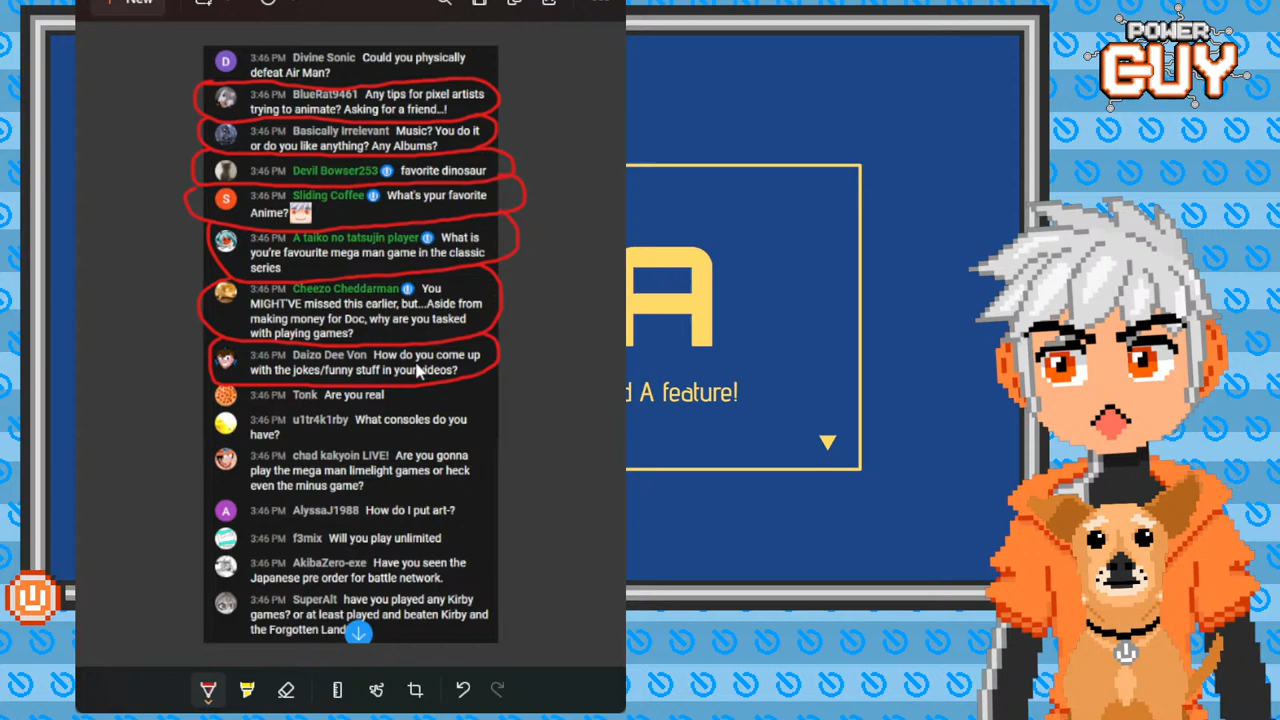 New
3:46 PM Divine Sonic Could you physically
defeat Air Man?
3:46 PM BlueRat9461 Any tips for pixel artists
trying to animate? Asking for a friend...!
3:46 PM Basically Irrelevant Music? You do it
or do you like anything? Any Albums?
3:46 PM Devil Bowser253 favorite dinosaur
3:46 PM Sliding Coffee What's ypur favorite
Anime?
3:46 PM A taiko no tatsujin player What is
you're favourite mega man game in the classic
series
3:46 PM Cheezo Cheddarman You
MIGHT'VE missed this earlier, but...Aside from
making money for Doc, why are you tasked
with playing games?
3:46 PM Daizo Dee Von How do you come up
with the jokes/funny stuff in your videos?
3:46 PM Tonk Are you real
3:46 PM u1tr4k1rby What consoles do you
have?
3:46 PM chad kakyoin LIVE! Are you gonna
play the mega man limelight games or heck
even the minus game?
3:46 PM AlyssaJ1988 How do I put art-?
3:46 PM f3mix Will you play unlimited
3:46 PM AkibaZero-exe Have you seen the
Japanese pre order for battle network.
3:46 PM SuperAlt have you played any Kirby
games? or at least played and beaten Kirby and
the Forgotten Land
D
S
A
A
d A feature!
POWER
GUY